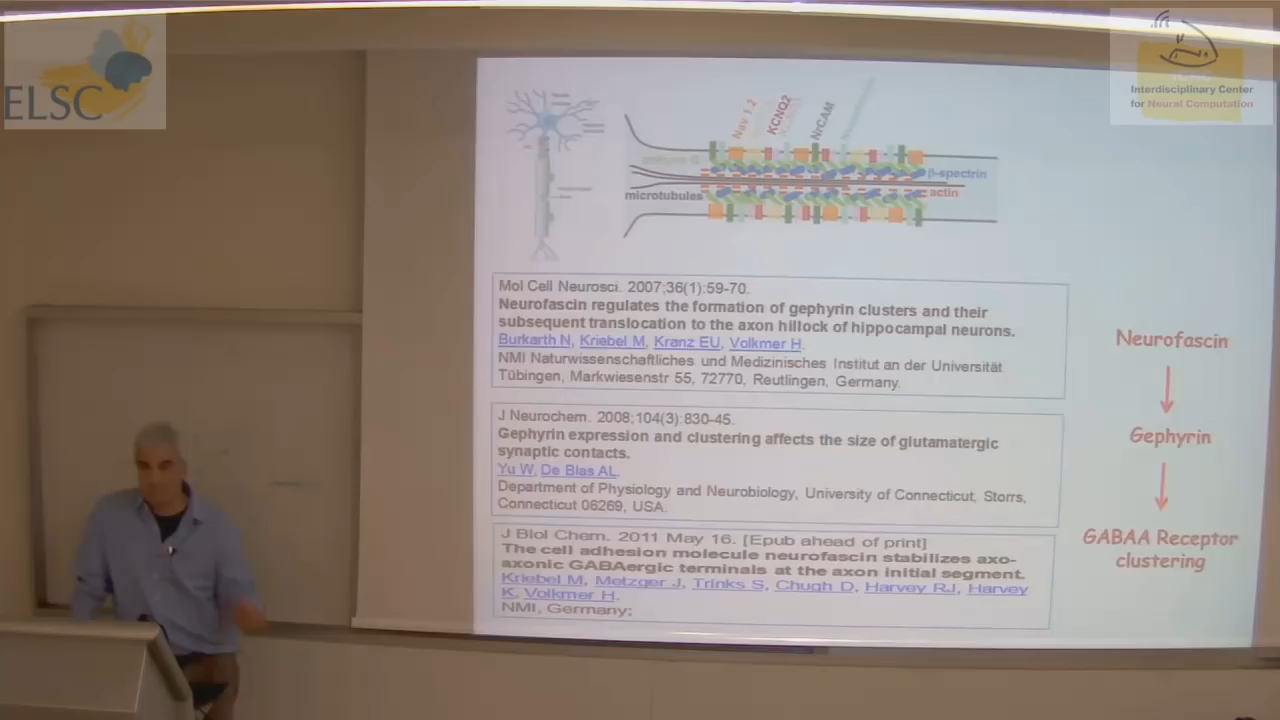 ELSC
Interdisciplinary Center
for Neural Computation
Nav 1.2
KCNQ2
NrCAM
β-spectrin
actin
microtubules
Mol Cell Neurosci. 2007;36(1):59-70.
Neurofascin regulates the formation of gephyrin clusters and their
subsequent translocation to the axon hillock of hippocampal neurons.
Burkarth N, Kriebel M, Kranz EU, Volkmer H.
NMI Naturwissenschaftliches und Medizinisches Institut an der Universität
Tübingen, Markwiesenstr 55, 72770, Reutlingen, Germany.
J Neurochem. 2008;104(3):830-45.
Gephyrin expression and clustering affects the size of glutamatergic
synaptic contacts.
Yu W, De Blas AL.
Department of Physiology and Neurobiology, University of Connecticut, Storrs,
Connecticut 06269, USA.
J Biol Chem. 2011 May 16. [Epub ahead of print]
The cell adhesion molecule neurofascin stabilizes axo-
axonic GABAergic terminals at the axon initial segment.
Kriebel M, Metzger J, Trinks S, Chugh D, Harvey RJ, Harvey
K, Volkmer H.
NMI, Germany;
Neurofascin
Gephyrin
GABAA Receptor
clustering